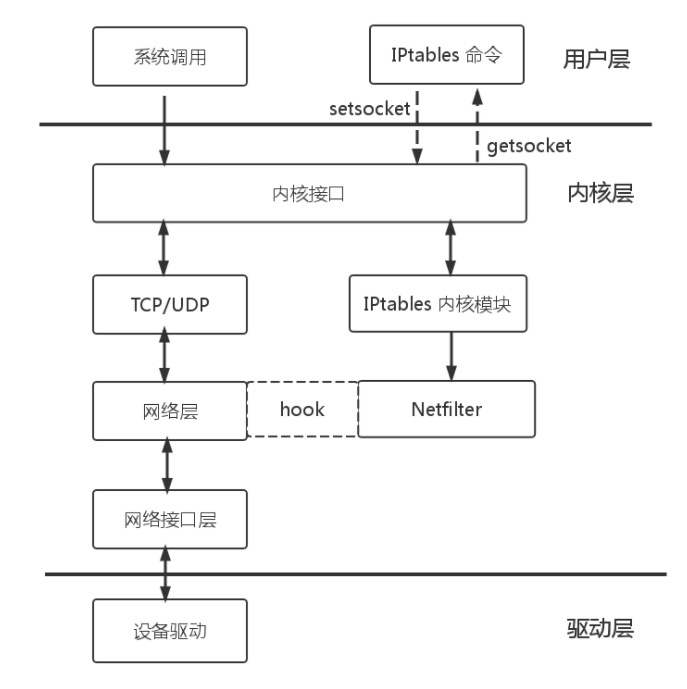 系统调用
IPtables 命令
用户层
setsocket
getsocket
内核接口
内核层
TCP/UDP
IPtables 内核模块
网络层
hook
Netfilter
网络接口层
设备驱动
驱动层